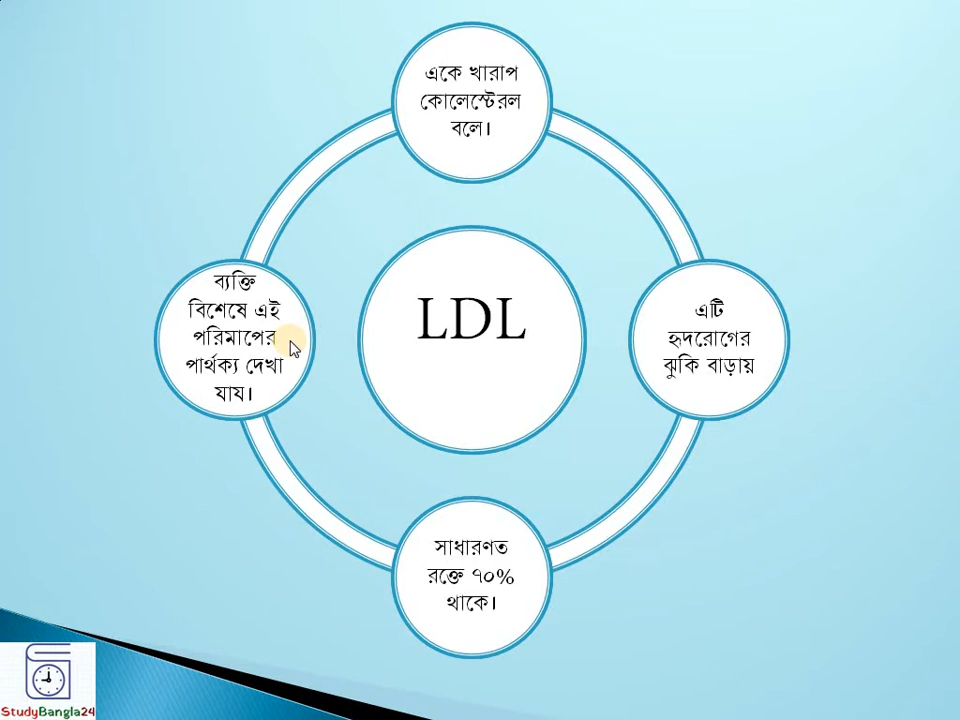 একে খারাপ
কোলেস্টেরল
বলে।
ব্যক্তি
বিশেষে এই
পরিমাপের
পার্থক্য দেখা
যায।
LDL
এটি
হৃদরোগের
ঝুকি বাড়ায়
সাধারণত
রক্তে ৭০%
থাকে।
StudyBangla24